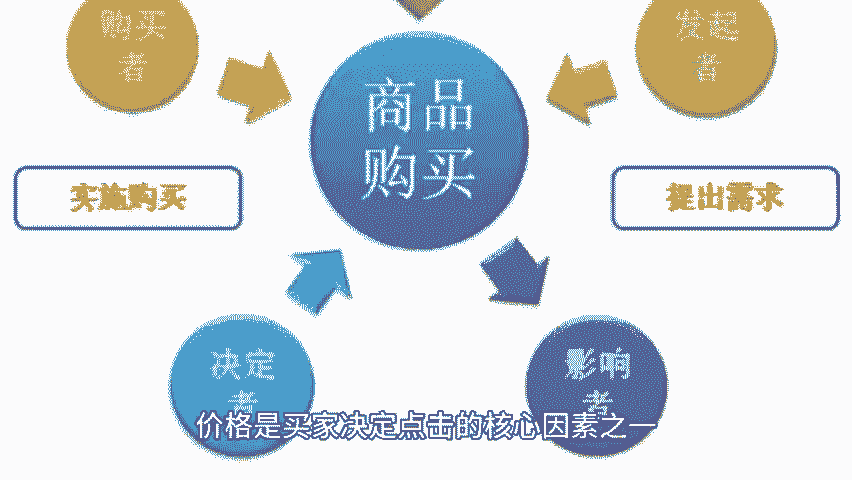 购买
者
发起
者
商品
购买
实施购买
提出需求
决定
者
影响
者
价格是买家决定点击的核心因素之一